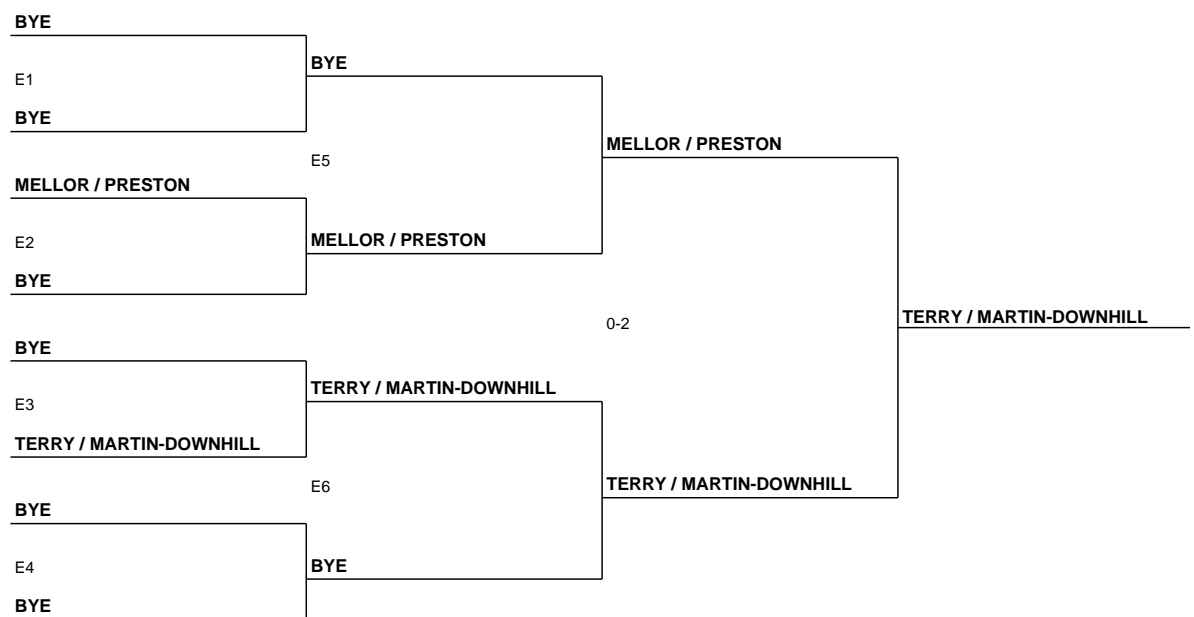 BYE
E1
BYE
MELLOR / PRESTON
E2
BYE
BYE
E3
TERRY / MARTIN-DOWNHILL
BYE
E4
BYE
BYE
E5
MELLOR / PRESTON
TERRY / MARTIN-DOWNHILL
E6
BYE
MELLOR / PRESTON
0-2
TERRY / MARTIN-DOWNHILL
TERRY / MARTIN-DOWNHILL